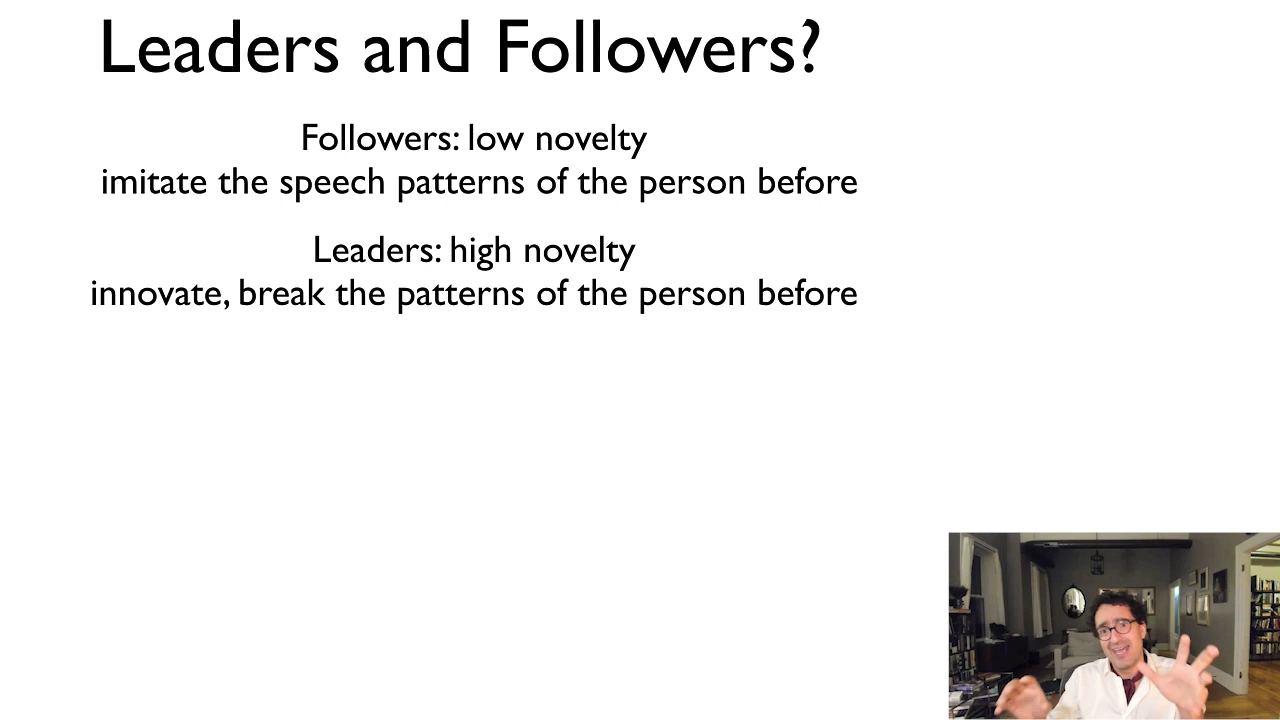 Leaders and Followers?
Followers: low novelty
imitate the speech patterns of the person before
Leaders: high novelty
innovate, break the patterns of the person before